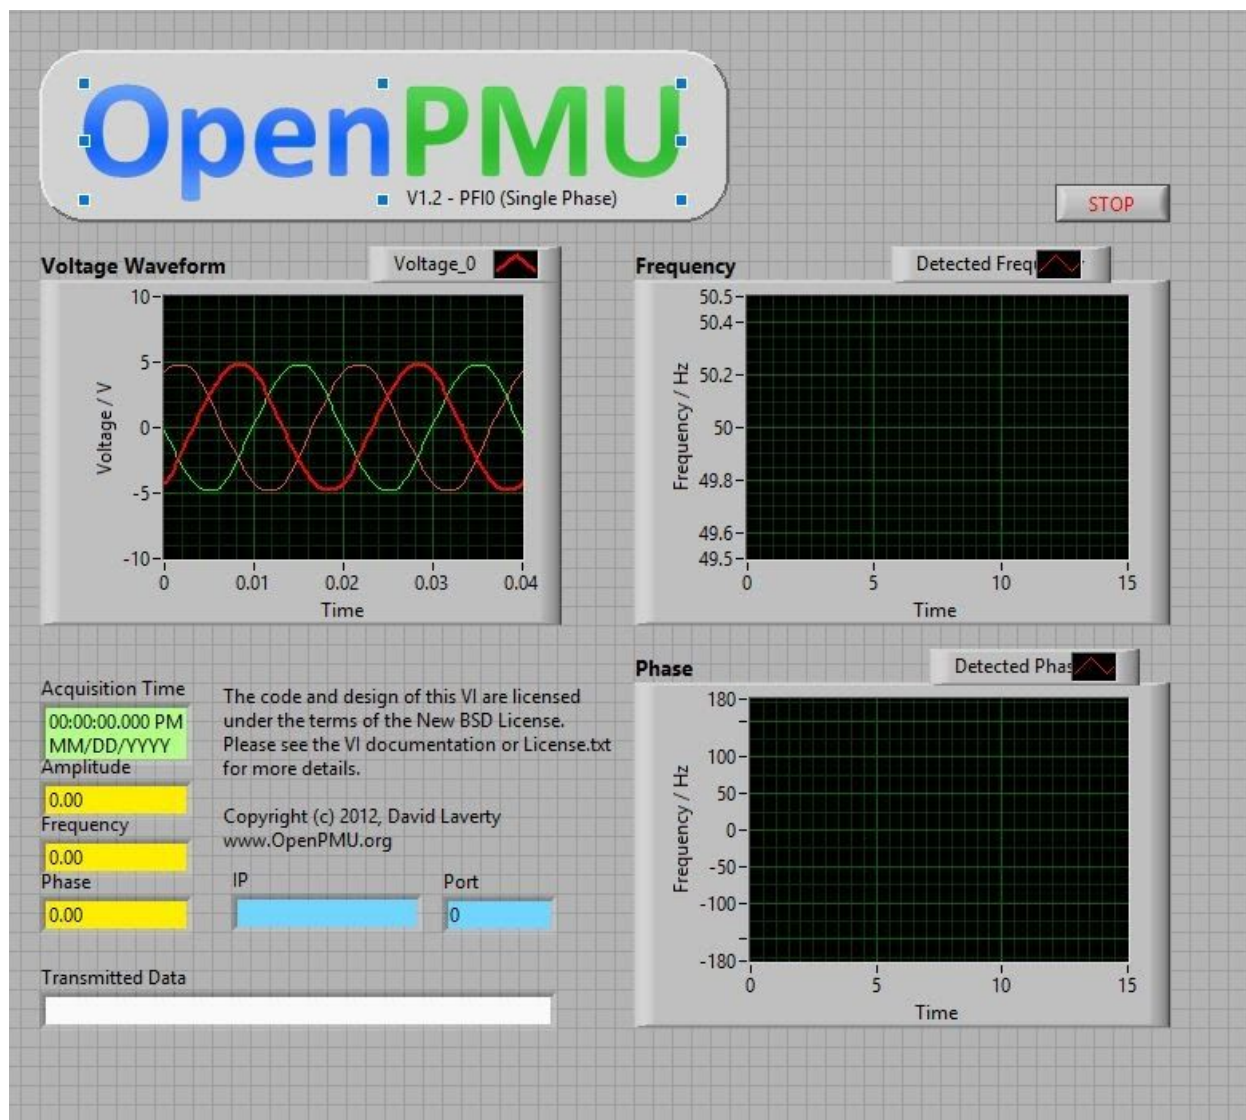 OpenPMU
V1.2 - PFI0 (Single Phase)
STOP
Voltage Waveform
Voltage_0
10
5
0
-5
-10
Voltage / V
0 0.01 0.02 0.03 0.04
Time
Frequency
Detected Freq
50.5
50.4
50.2
50
49.8
49.6
49.5
Frequency / Hz
0 5 10 15
Time
Acquisition Time
00:00:00.000 PM
MM/DD/YYYY
Amplitude
0.00
Frequency
0.00
Phase
0.00
The code and design of this VI are licensed
under the terms of the New BSD License.
Please see the VI documentation or License.txt
for more details.
Copyright (c) 2012, David Laverty
www.OpenPMU.org
IP
Port
0
Transmitted Data
Phase
Detected Phas
180
100
50
0
-50
-100
-180
Frequency / Hz
0 5 10 15
Time